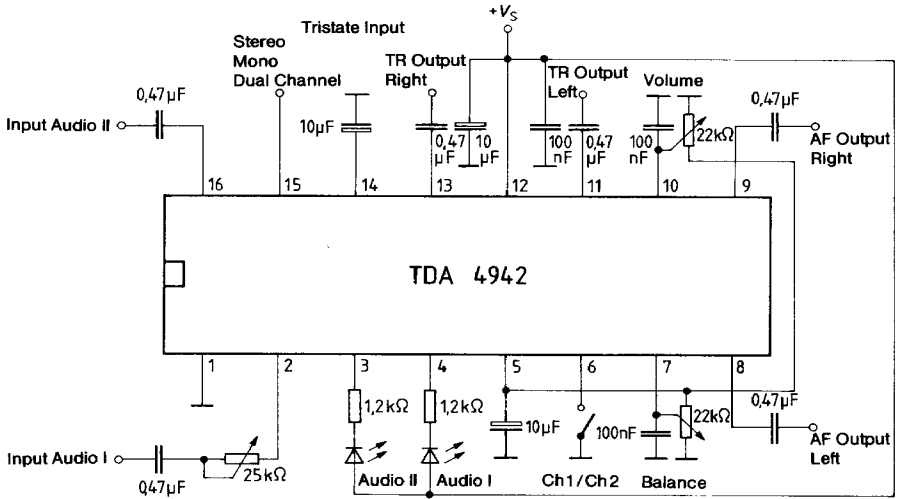 +VS
Tristate Input
Stereo
Mono
Dual Channel
TR Output
Right
TR Output
Left
Volume
0,47µF
10µF
0,47
µF
10
µF
100
nF
0,47
µF
100
nF
22kΩ
0,47µF
Input Audio II
AF Output
Right
16
15
14
13
12
11
10
9
TDA 4942
1
2
3
4
5
6
7
8
1,2kΩ
1,2kΩ
10µF
100nF
22kΩ
0,47µF
Input Audio I
0,47µF
25kΩ
Audio II
Audio I
Ch1/Ch2
Balance
AF Output
Left